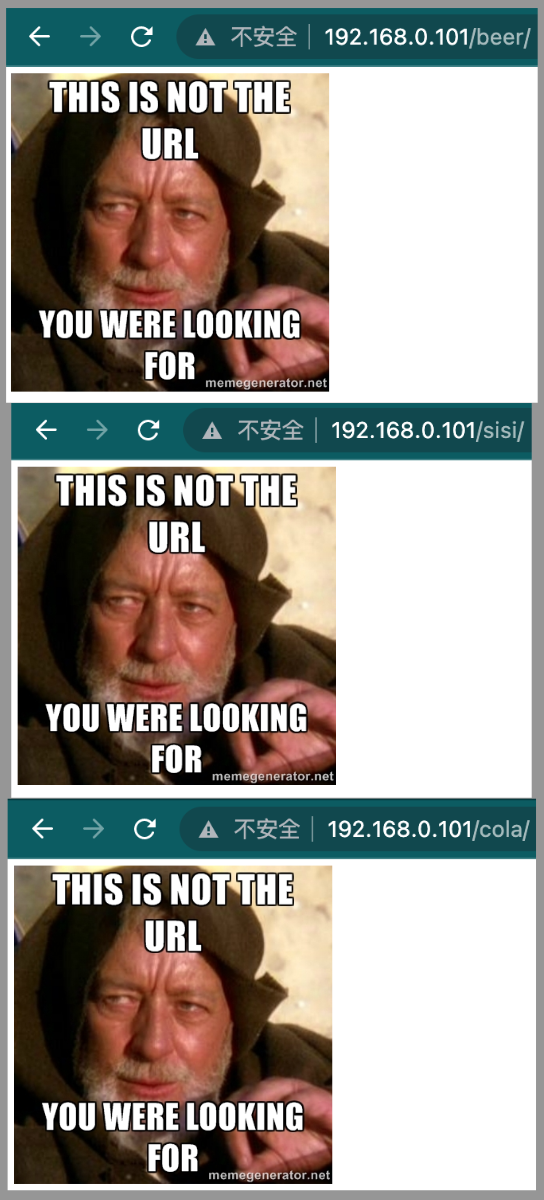 不安全 192.168.0.101/beer/
THIS IS NOT THE
URL
YOU WERE LOOKING
FOR
memegenerator.net
不安全 192.168.0.101/sisi/
THIS IS NOT THE
URL
YOU WERE LOOKING
FOR
memegenerator.net
不安全 192.168.0.101/cola/
THIS IS NOT THE
URL
YOU WERE LOOKING
FOR
memegenerator.net